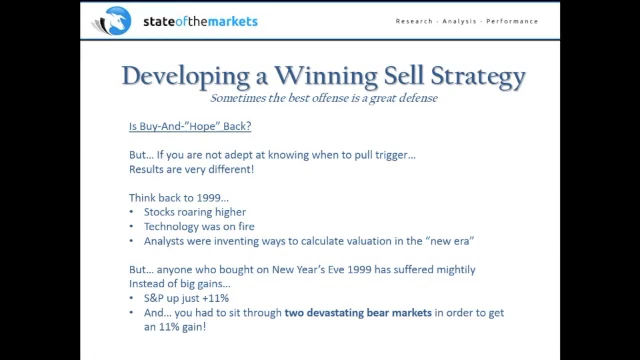 stateofthemarkets
Research · Analysis · Performance
Developing a Winning Sell Strategy
Sometimes the best offense is a great defense
Is Buy-And-”Hope” Back?
But… If you are not adept at knowing when to pull trigger…
Results are very different!
Think back to 1999…
• Stocks roaring higher
• Technology was on fire
• Analysts were inventing ways to calculate valuation in the “new era”
But… anyone who bought on New Year’s Eve 1999 has suffered mightily
Instead of big gains…
• S&P up just +11%
• And… you had to sit through two devastating bear markets in order to get
an 11% gain!